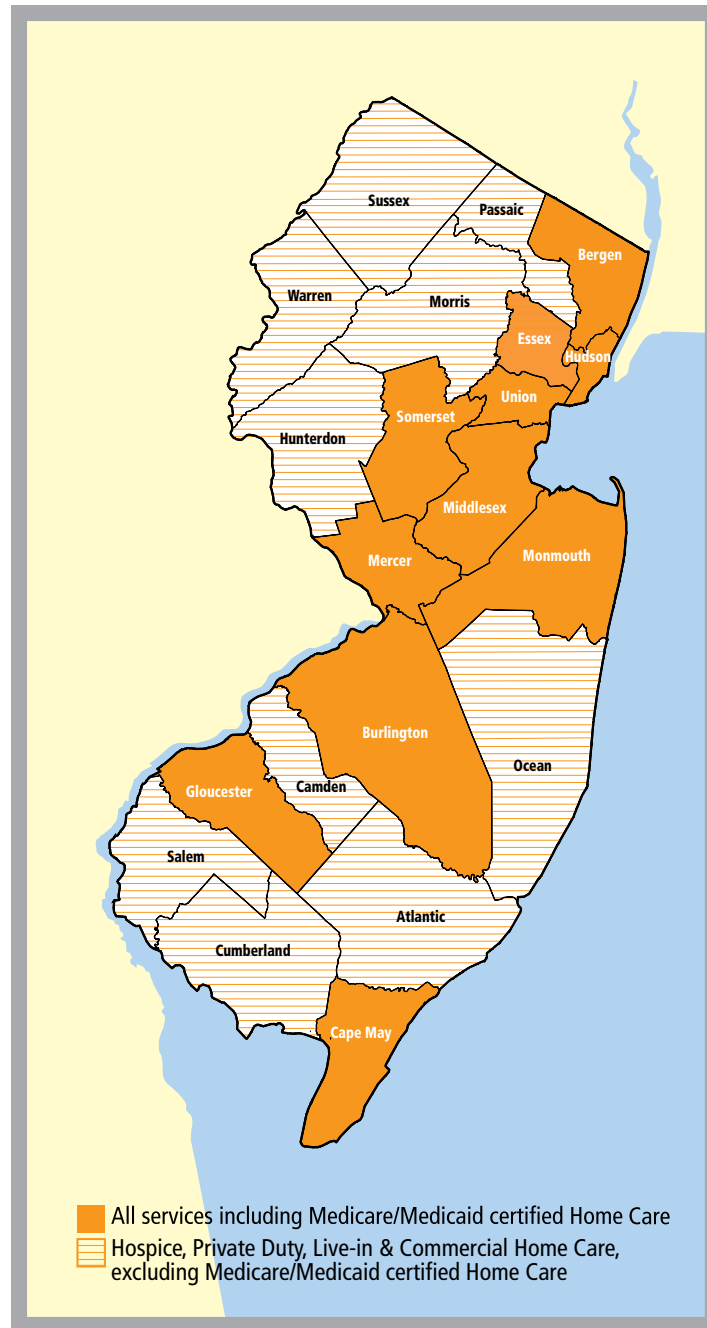 Sussex
Passaic
Bergen
Warren
Morris
Essex
Hudson
Union
Somerset
Hunterdon
Middlesex
Monmouth
Mercer
Burlington
Ocean
Camden
Gloucester
Salem
Atlantic
Cumberland
Cape May
All services including Medicare/Medicaid certified Home Care
Hospice, Private Duty, Live-in & Commercial Home Care,
excluding Medicare/Medicaid certified Home Care